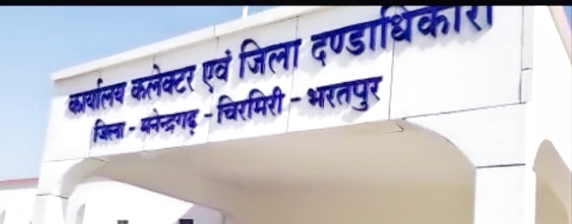 कार्यालय कलेक्टर एवं जिला दण्डाधिकारी
जिला - मनेन्द्रगढ़ - चिरमिरी - भरतपुर